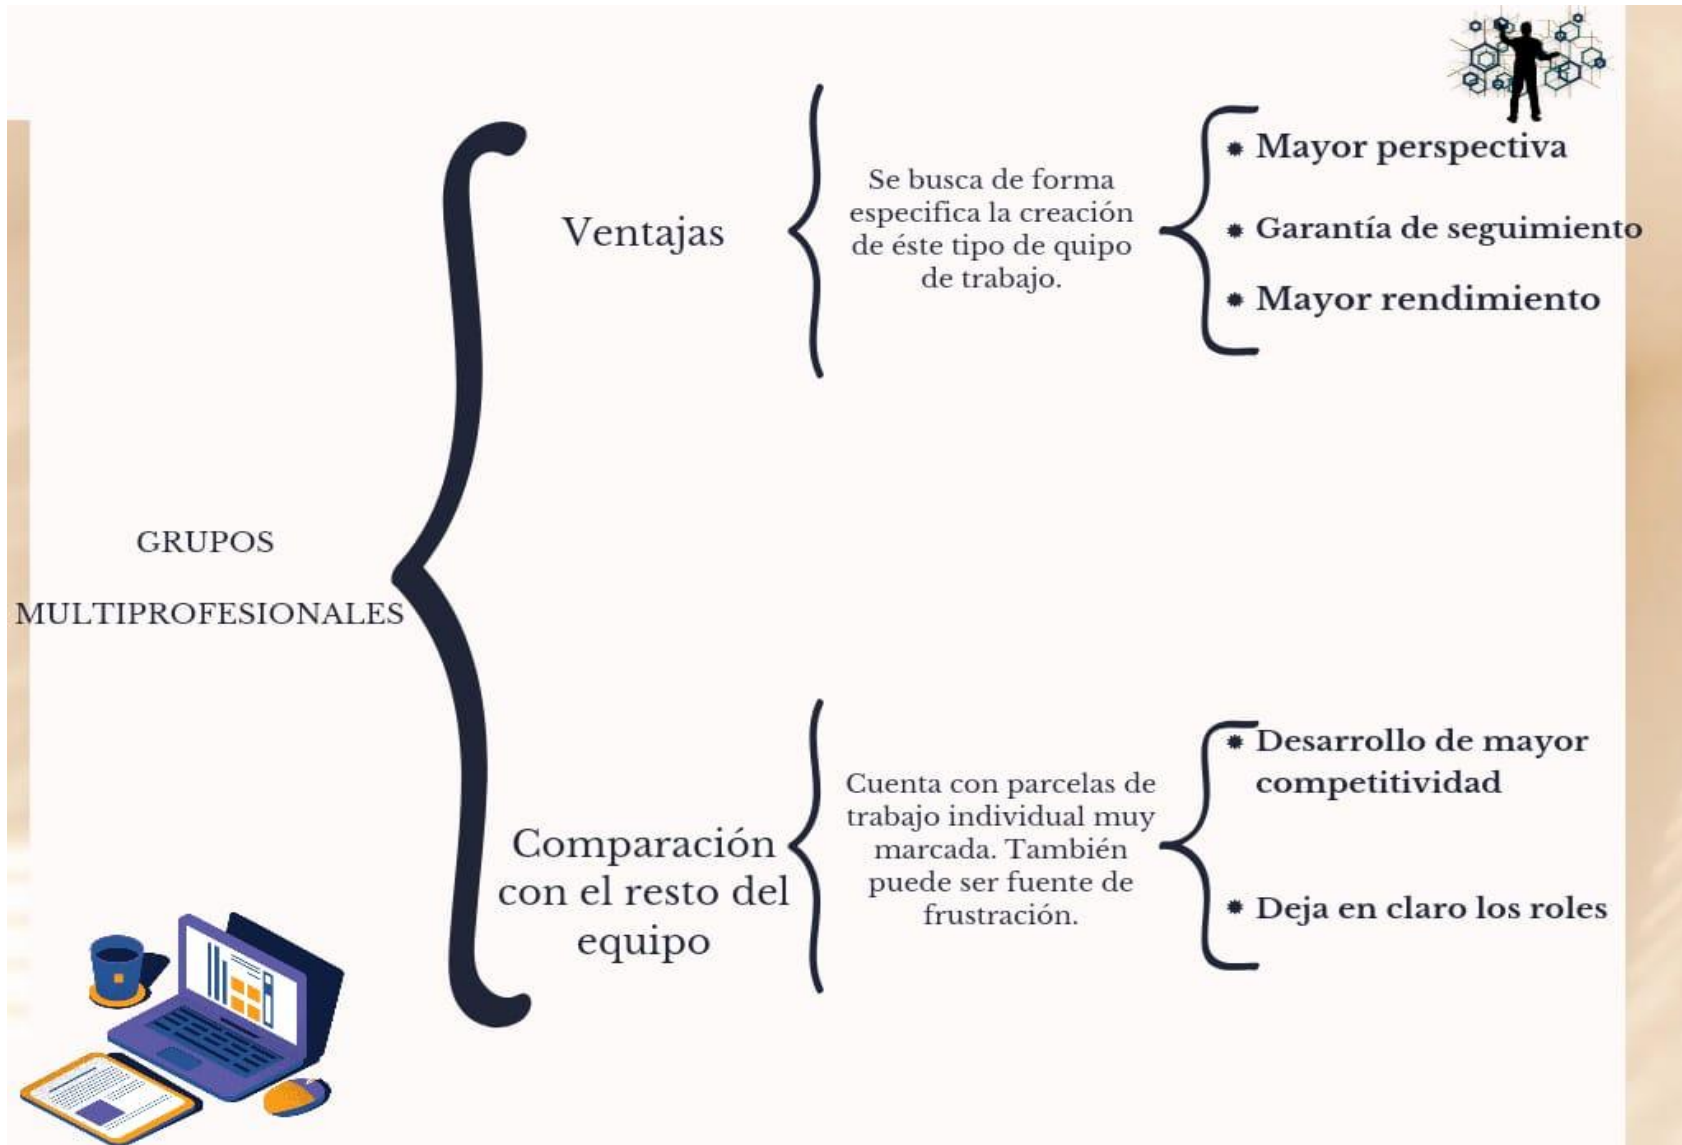 GRUPOS
MULTIPROFESIONALES
Ventajas
Se busca de forma
especifica la creación
de éste tipo de quipo
de trabajo.
Mayor perspectiva
Garantía de seguimiento
Mayor rendimiento
Comparación
con el resto del
equipo
Cuenta con parcelas de
trabajo individual muy
marcada. También
puede ser fuente de
frustración.
Desarrollo de mayor
competitividad
Deja en claro los roles